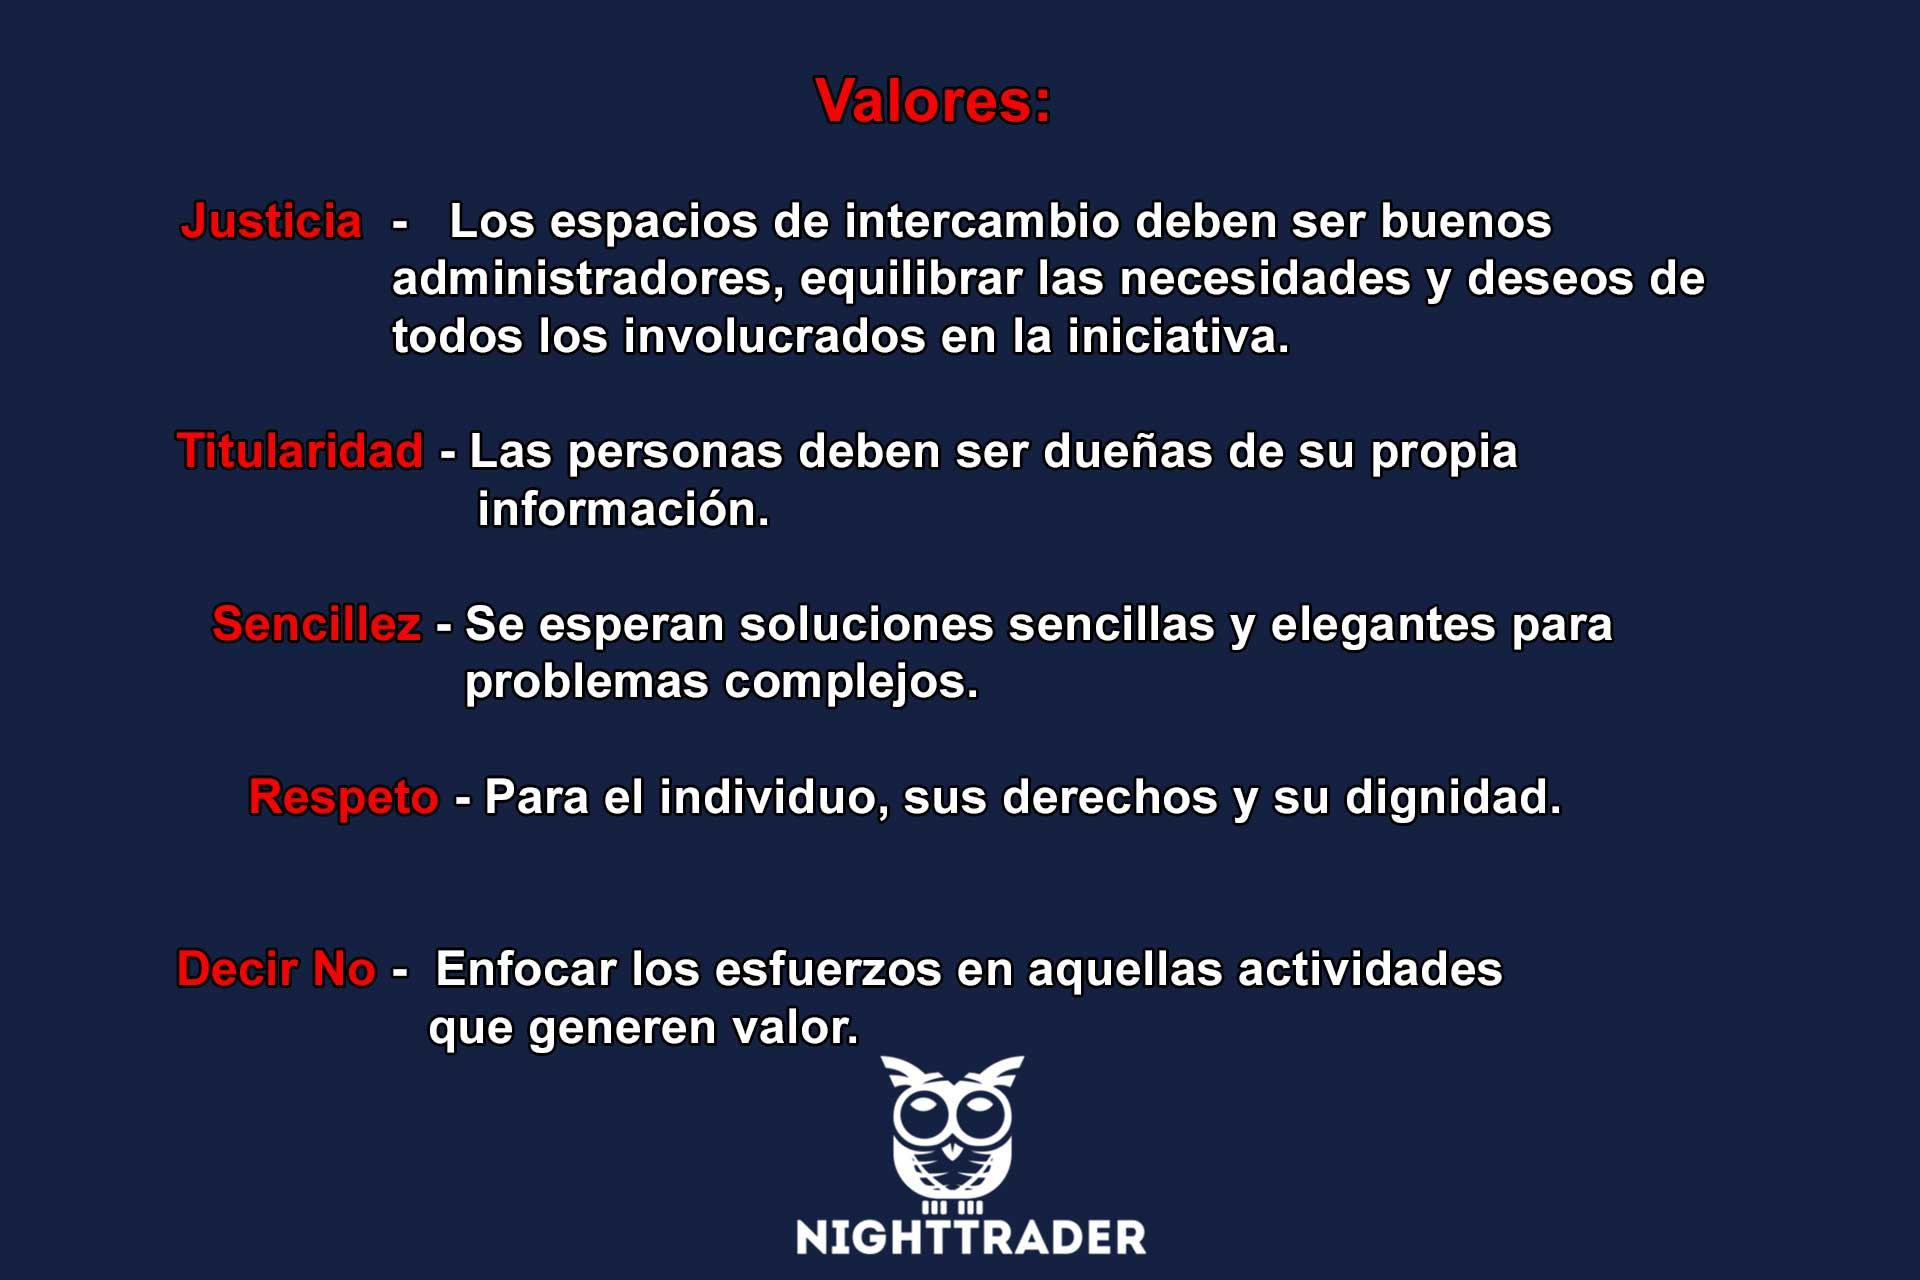 Valores:
Justicia - Los espacios de intercambio deben ser buenos
administradores, equilibrar las necesidades y deseos de
todos los involucrados en la iniciativa.
Titularidad - Las personas deben ser dueñas de su propia
información.
Sencillez - Se esperan soluciones sencillas y elegantes para
problemas complejos.
Respeto - Para el individuo, sus derechos y su dignidad.
Decir No - Enfocar los esfuerzos en aquellas actividades
que generen valor.
NIGHTTRADER